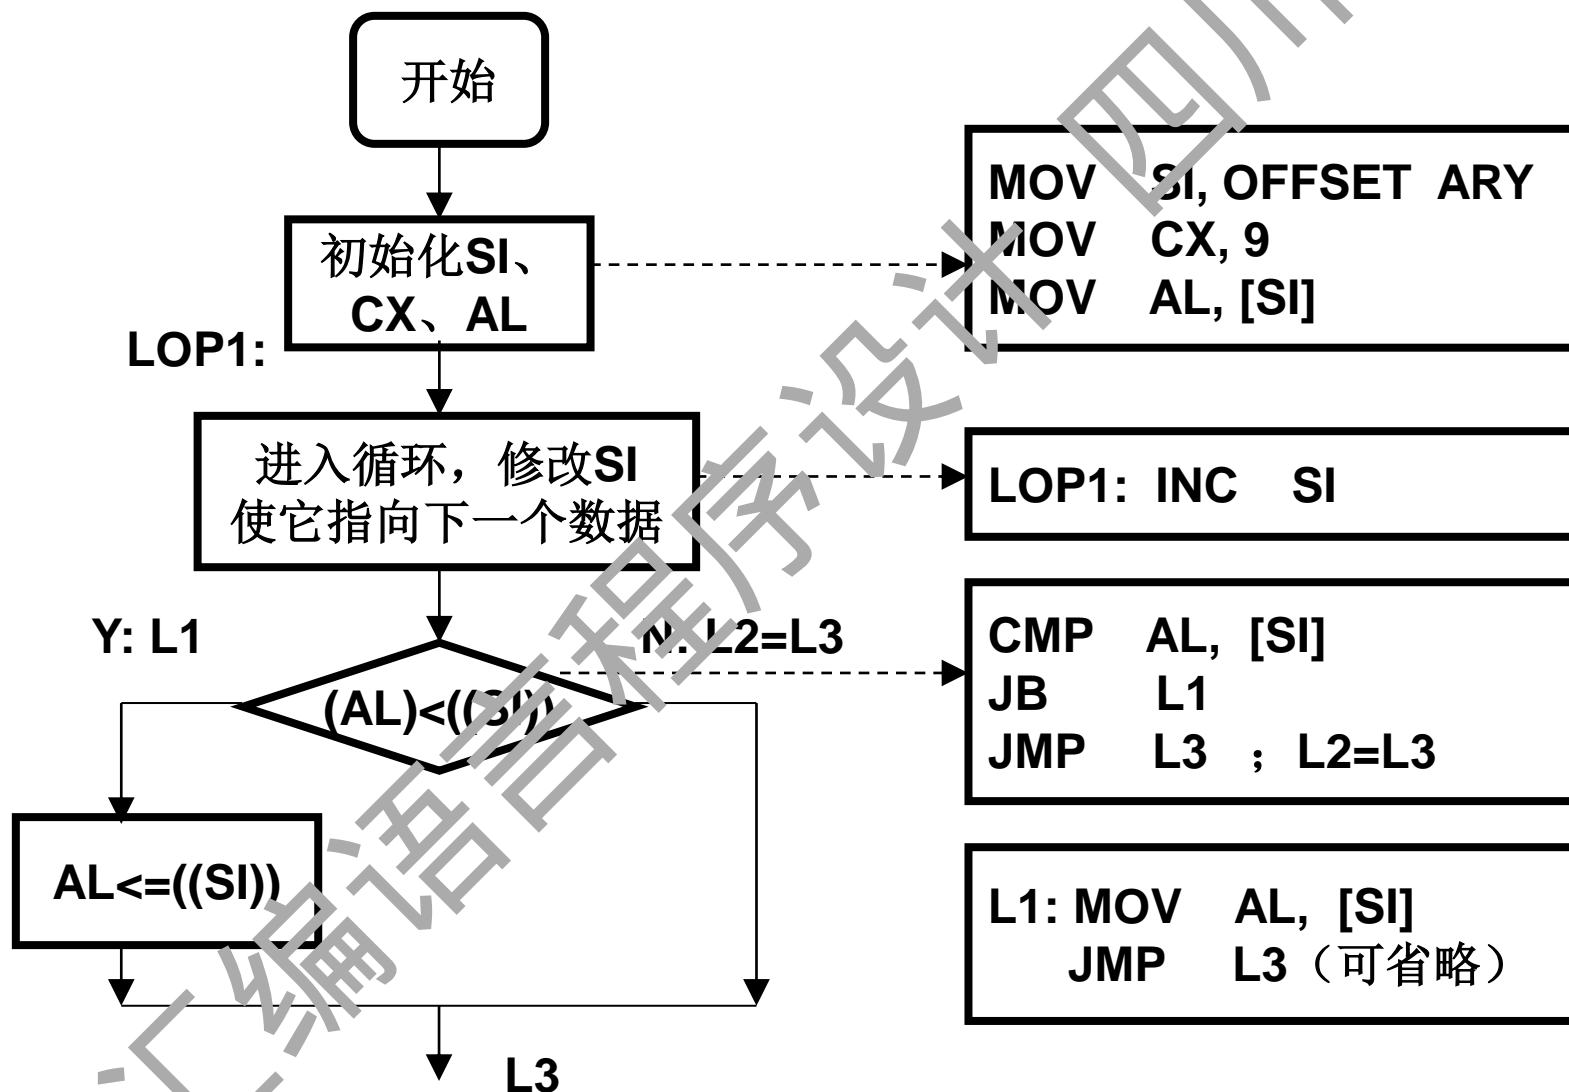 开始
初始化SI、
CX、AL
LOP1:
进入循环，修改SI
使它指向下一个数据
Y: L1
N: L2=L3
(AL)<((SI))
AL<=((SI))
L3
MOV SI, OFFSET ARY
MOV CX, 9
MOV AL, [SI]
LOP1: INC SI
CMP AL, [SI]
JB L1
JMP L3 ； L2=L3
L1: MOV AL, [SI]
JMP L3（可省略）
汇编语言程序设计 四川